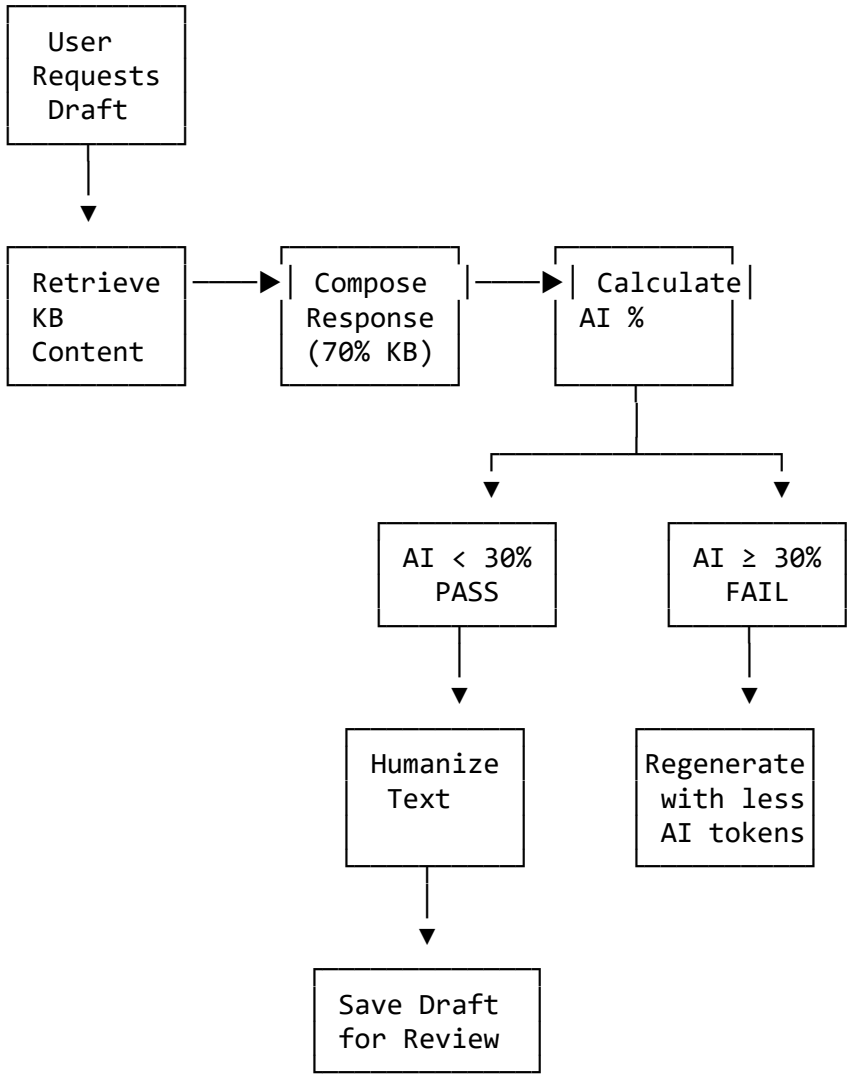 User
Requests
Draft
Retrieve
KB
Content
Compose
Response
(70% KB)
Calculate
AI %
AI < 30%
PASS
AI ≥ 30%
FAIL
Humanize
Text
Regenerate
with less
AI tokens
Save Draft
for Review